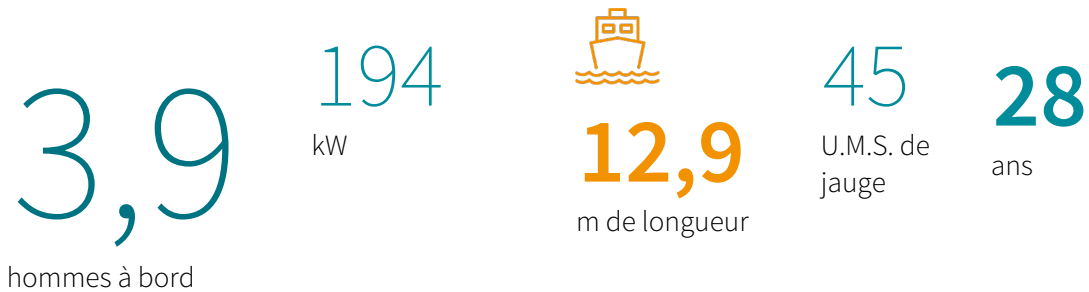 3,9
hommes à bord
194
kW
12,9
m de longueur
45
U.M.S. de
jauge
28
ans